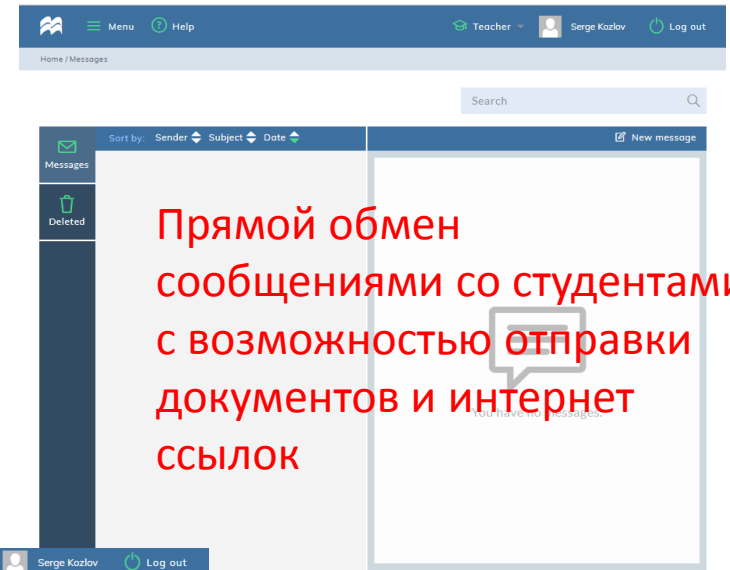 Menu Help Teacher Serge Kozlov Log out
Home / Messages
Search
Sort by: Sender Subject Date New message
Messages
Deleted
Прямой обмен
сообщениями со студентами
с возможностью отправки
документов и интернет
ссылок
You have no messages.
Serge Kozlov Log out